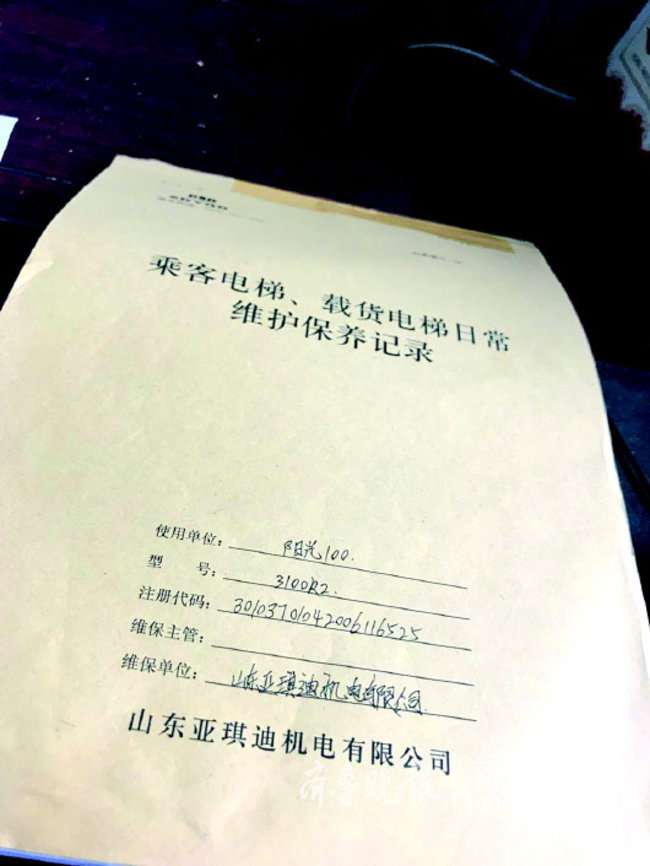 乘客电梯、载货电梯日常
维护保养记录
使用单位: 阳光100.
型 号: 3100R2.
注册代码: 30103701042006116525
维保主管:
维保单位: 山东亚琪迪机电有限公司
山东亚琪迪机电有限公司